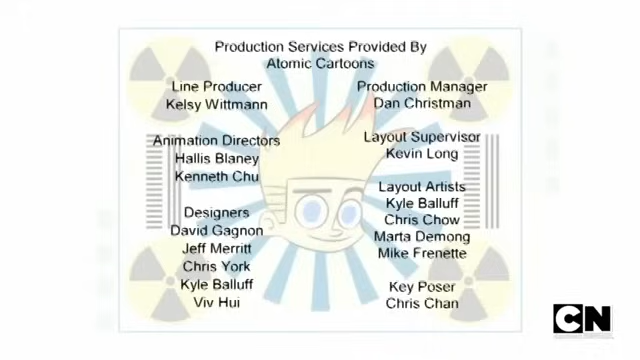 Production Services Provided By
Atomic Cartoons
Line Producer
Kelsy Wittmann
Animation Directors
Hallis Blaney
Kenneth Chu
Designers
David Gagnon
Jeff Merritt
Chris York
Kyle Balluff
Viv Hui
Production Manager
Dan Christman
Layout Supervisor
Kevin Long
Layout Artists
Kyle Balluff
Chris Chow
Marta Demong
Mike Frenette
Key Poser
Chris Chan
CN